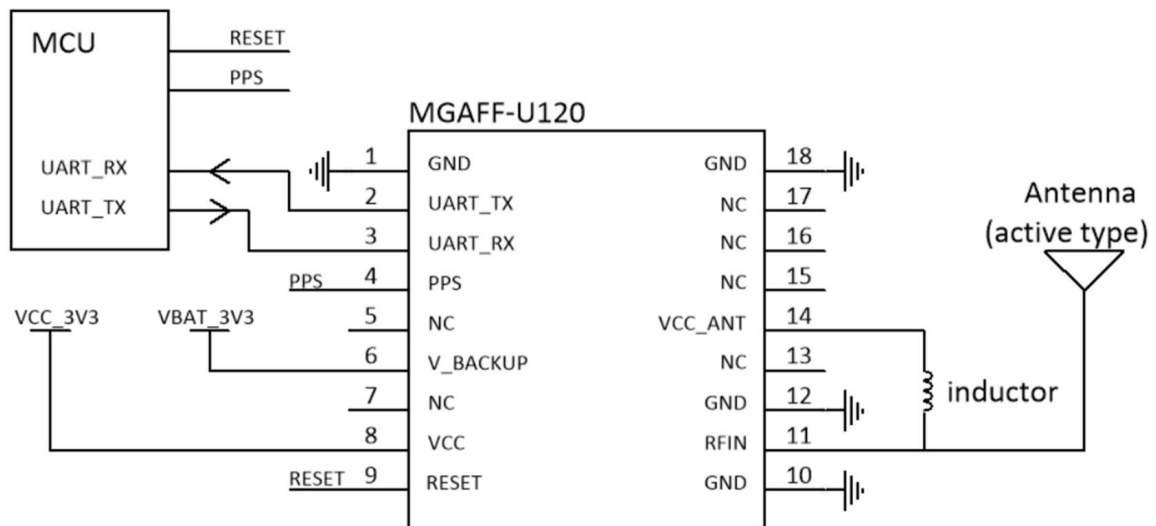 MCU
RESET
PPS
UART_RX
UART_TX
MGAFF-U120
1 GND
2 UART_TX
3 UART_RX
PPS 4 PPS
5 NC
VCC_3V3 VBAT_3V3
6 V_BACKUP
7 NC
8 VCC
RESET 9 RESET
GND 18
NC 17
NC 16
NC 15
VCC_ANT 14
NC 13
GND 12
RFIN 11
GND 10
Antenna
(active type)
inductor